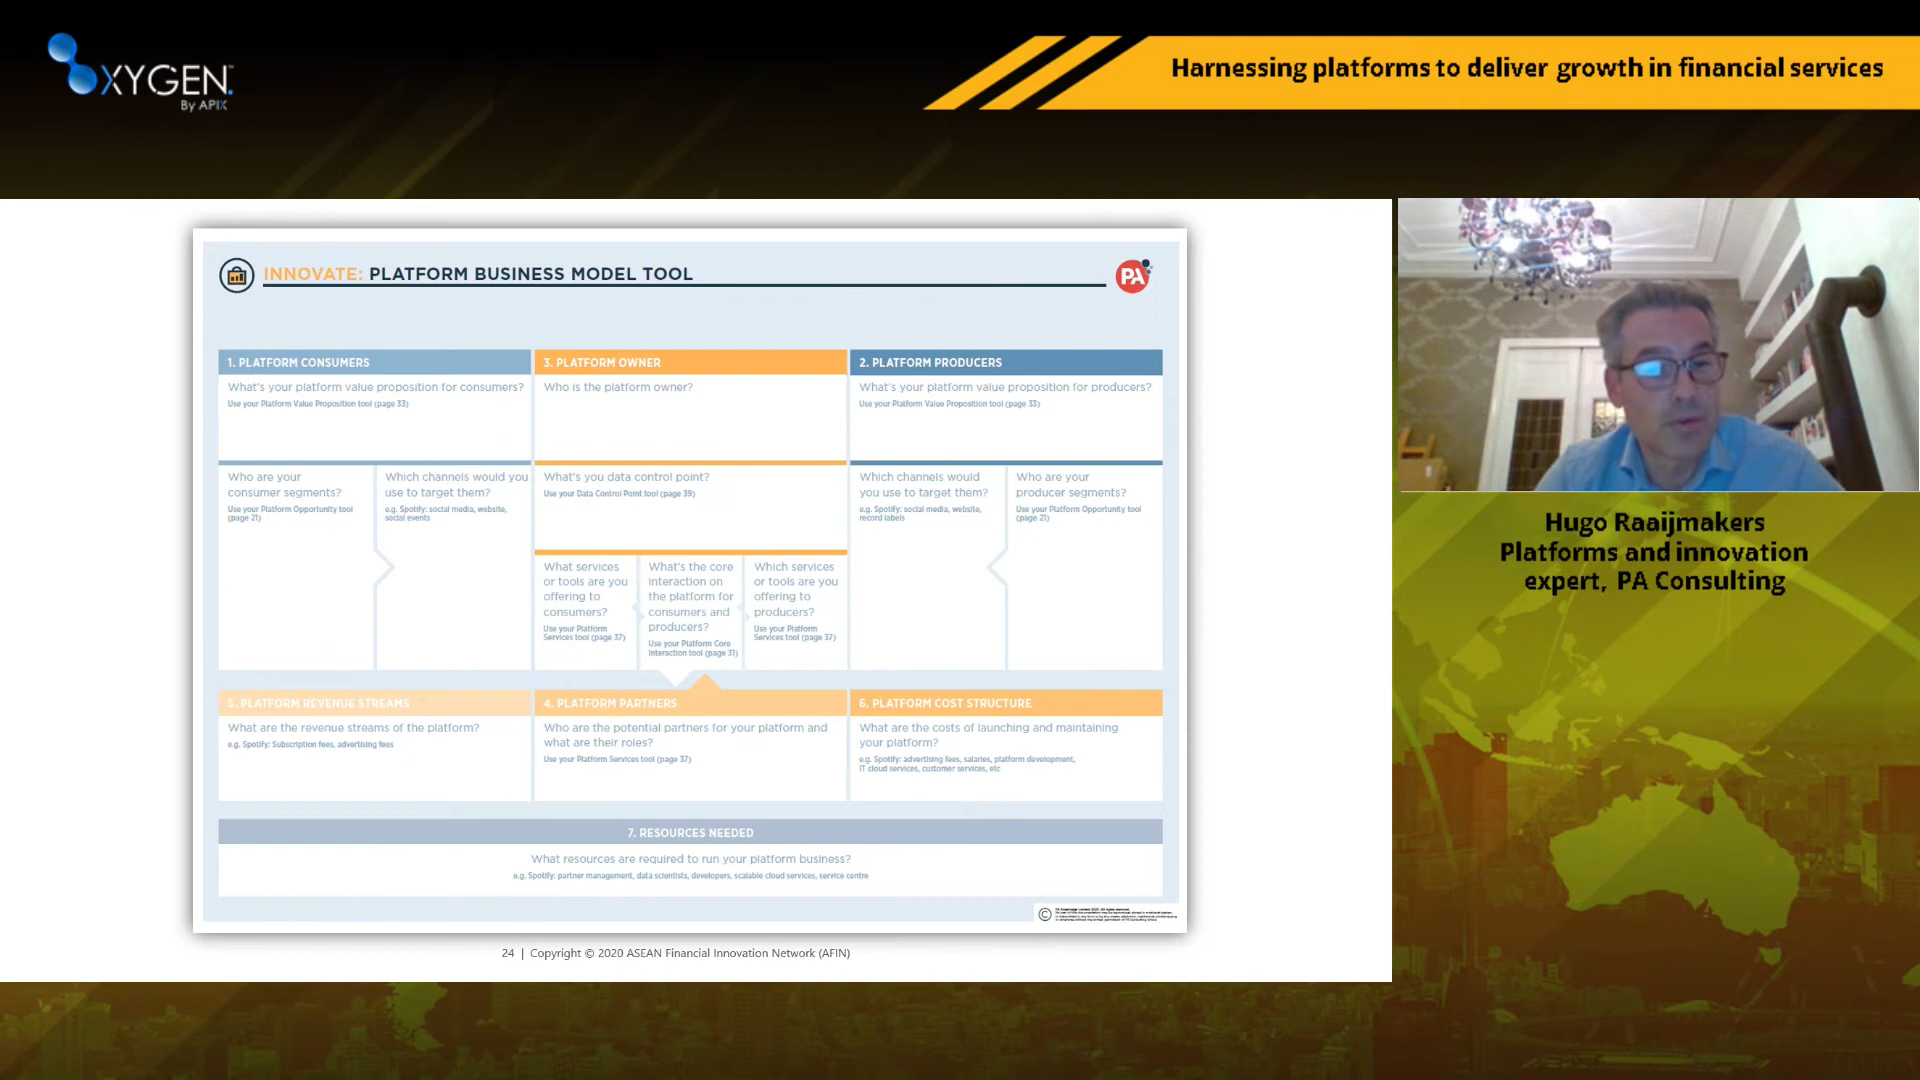 OXYGEN
By APIX
Harnessing platforms to deliver growth in financial services
INNOVATE: PLATFORM BUSINESS MODEL TOOL
PA
1. PLATFORM CONSUMERS
What's your platform value proposition for consumers?
Use your Platform Value Proposition tool (page 33)
Who are your
consumer segments?
Use your Platform Opportunity tool
(page 21)
Which channels would you
use to target them?
e.g. Spotify: social media, website,
social events
3. PLATFORM OWNER
Who is the platform owner?
What's you data control point?
Use your Data Control Point tool (page 39)
What services
or tools are you
offering to
consumers?
Use your Platform
Services tool (page 37)
What's the core
interaction on
the platform for
consumers and
producers?
Use your Platform Core
Interaction tool (page 31)
Which services
or tools are you
offering to
producers?
Use your Platform
Services tool (page 37)
2. PLATFORM PRODUCERS
What's your platform value proposition for producers?
Use your Platform Value Proposition tool (page 33)
Which channels would
you use to target them?
e.g. Spotify: social media, website,
record labels
Who are your
producer segments?
Use your Platform Opportunity tool
(page 21)
5. PLATFORM REVENUE STREAMS
What are the revenue streams of the platform?
e.g. Spotify: Subscription fees, advertising fees
4. PLATFORM PARTNERS
Who are the potential partners for your platform and
what are their roles?
Use your Platform Services tool (page 37)
6. PLATFORM COST STRUCTURE
What are the costs of launching and maintaining
your platform?
e.g. Spotify: advertising fees, salaries, platform development,
IT cloud services, customer services, etc
7. RESOURCES NEEDED
What resources are required to run your platform business?
e.g. Spotify: partner management, data scientists, developers, scalable cloud services, service centre
24 | Copyright © 2020 ASEAN Financial Innovation Network (AFIN)
Hugo Raaijmakers
Platforms and innovation
expert, PA Consulting